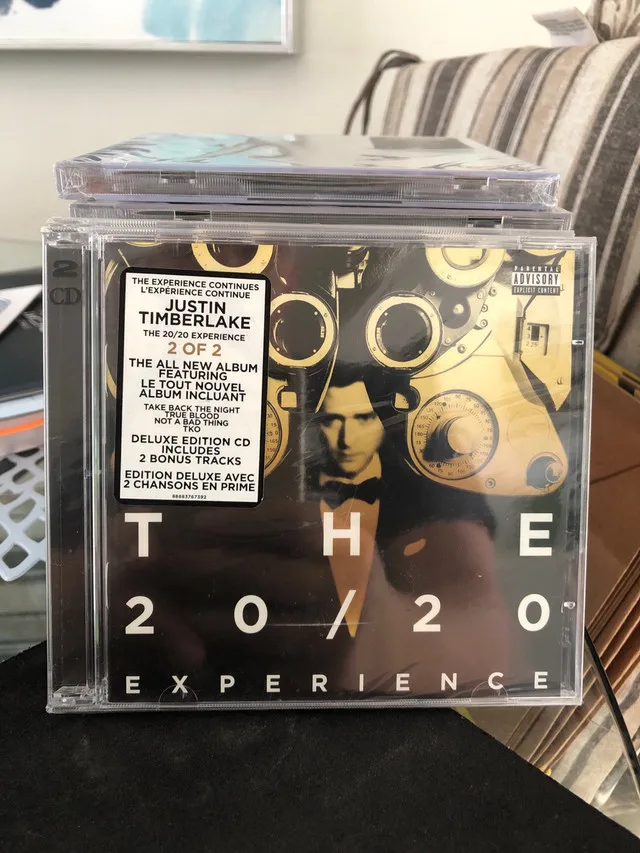 2
CD
THE EXPERIENCE CONTINUES
L'EXPÉRIENCE CONTINUE
JUSTIN
TIMBERLAKE
THE 20/20 EXPERIENCE
2 OF 2
THE ALL NEW ALBUM
FEATURING
LE TOUT NOUVEL
ALBUM INCLUANT
TAKE BACK THE NIGHT
TRUE BLOOD
NOT A BAD THING
TKO
DELUXE EDITION CD
INCLUDES
2 BONUS TRACKS
EDITION DELUXE AVEC
2 CHANSONS EN PRIME
88883767592
PARENTAL
ADVISORY
EXPLICIT CONTENT
THE
20/20
EXPERIENCE